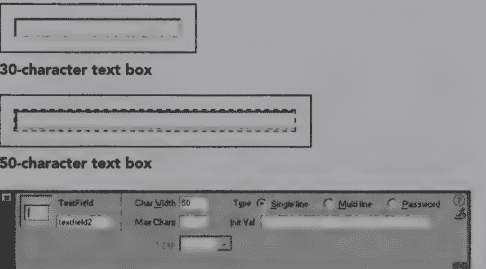 30-character text box
50-character text box
TextField Char Width 50 Type Single line Multi line Password
textfield2 Max Chars Init Val
Wrap